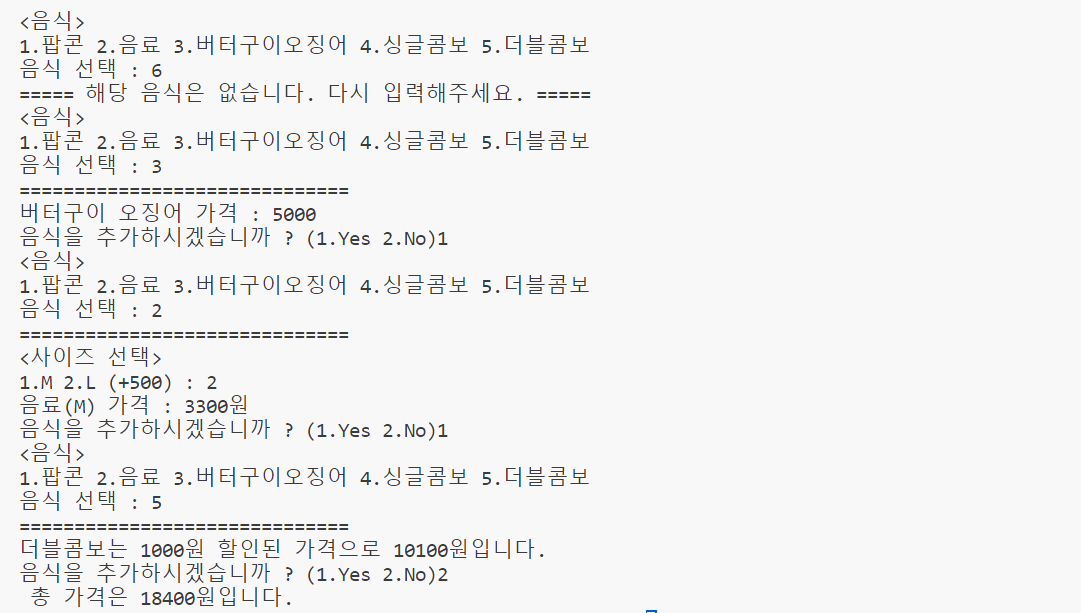 <음식>
1.팝콘 2.음료 3.버터구이오징어 4.싱글콤보 5.더블콤보
음식 선택 : 6
===== 해당 음식은 없습니다. 다시 입력해주세요. =====
<음식>
1.팝콘 2.음료 3.버터구이오징어 4.싱글콤보 5.더블콤보
음식 선택 : 3
==============================
버터구이 오징어 가격 : 5000
음식을 추가하시겠습니까 ? (1.Yes 2.No)1
<음식>
1.팝콘 2.음료 3.버터구이오징어 4.싱글콤보 5.더블콤보
음식 선택 : 2
==============================
<사이즈 선택>
1.M 2.L (+500) : 2
음료(M) 가격 : 3300원
음식을 추가하시겠습니까 ? (1.Yes 2.No)1
<음식>
1.팝콘 2.음료 3.버터구이오징어 4.싱글콤보 5.더블콤보
음식 선택 : 5
==============================
더블콤보는 1000원 할인된 가격으로 10100원입니다.
음식을 추가하시겠습니까 ? (1.Yes 2.No)2
총 가격은 18400원입니다.